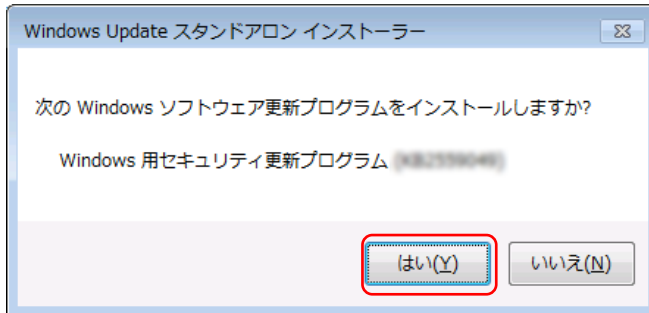 Windows Update スタンドアロン インストーラー
次の Windows ソフトウェア更新プログラムをインストールしますか?
Windows 用セキュリティ更新プログラム
はい(Y)
いいえ(N)